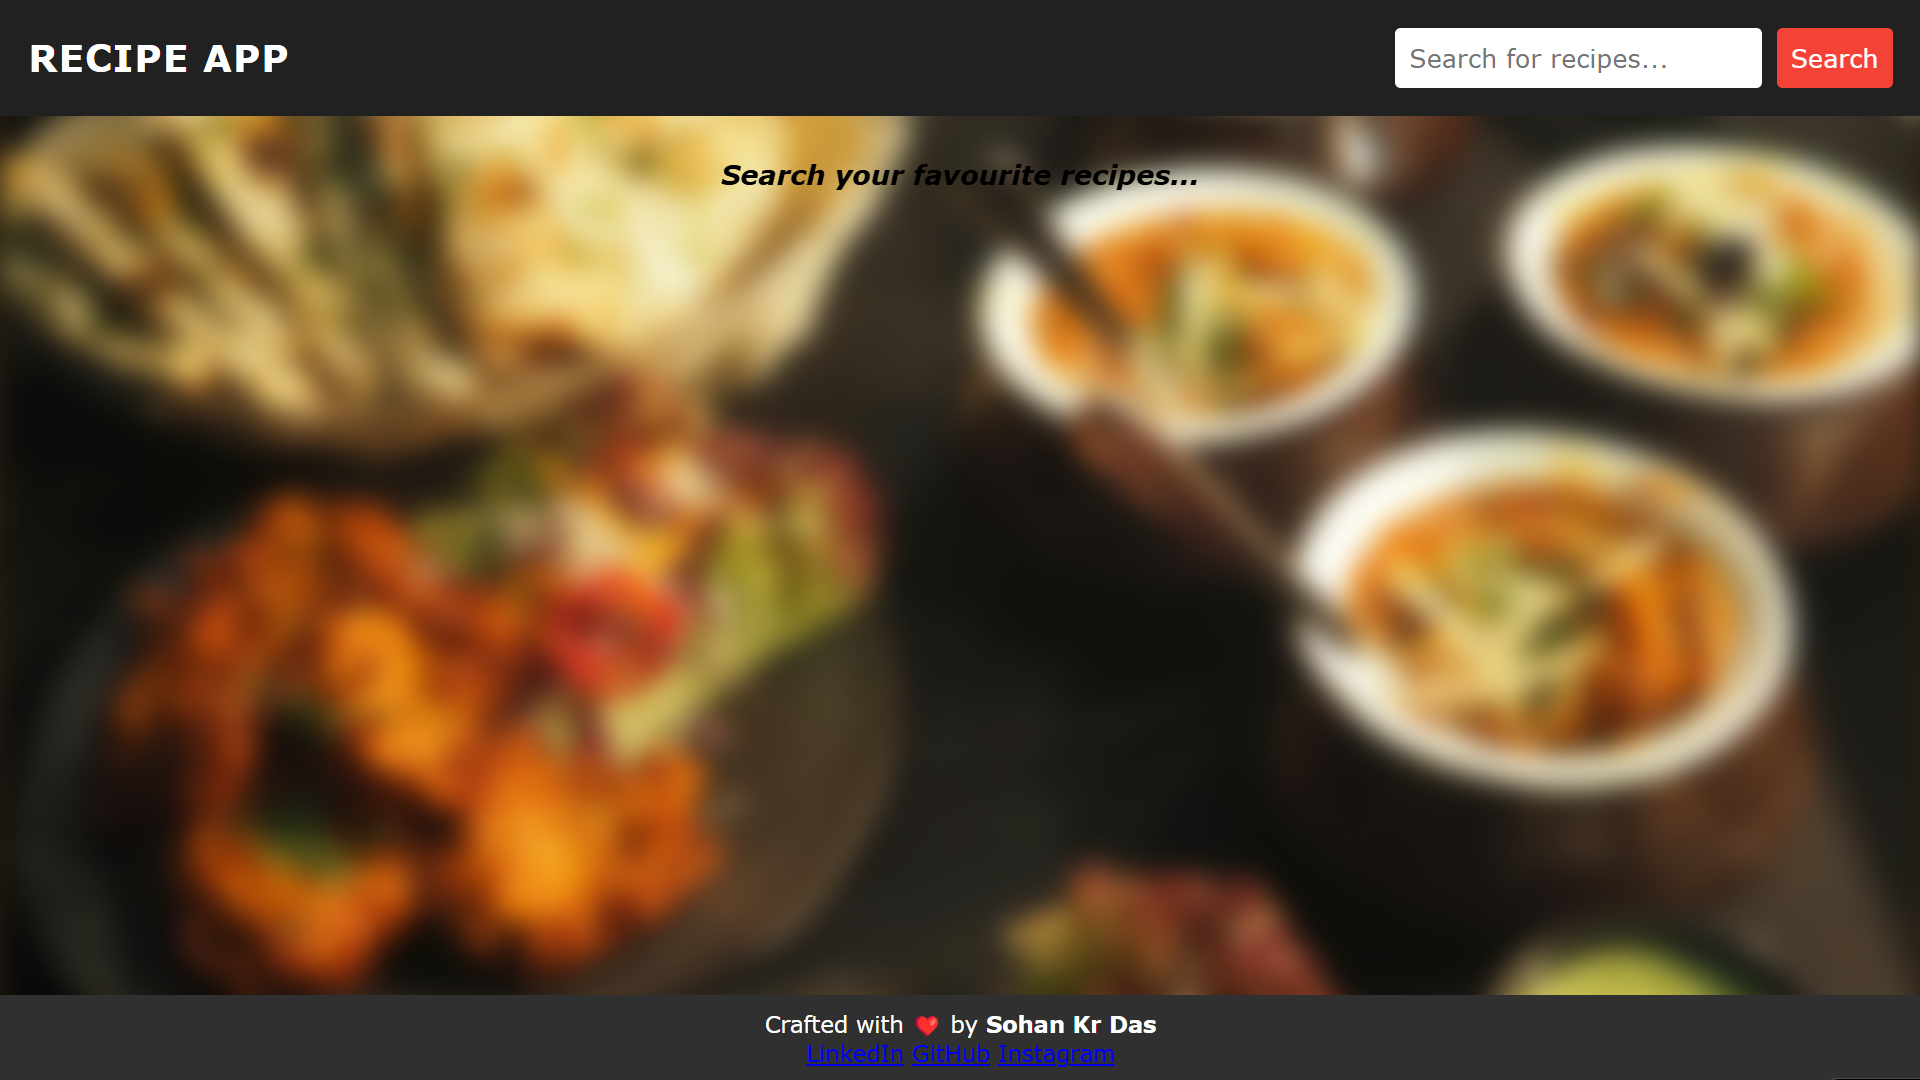 RECIPE APP
Search for recipes...
Search
Search your favourite recipes...
Crafted with ❤️ by Sohan Kr Das
LinkedIn GitHub Instagram